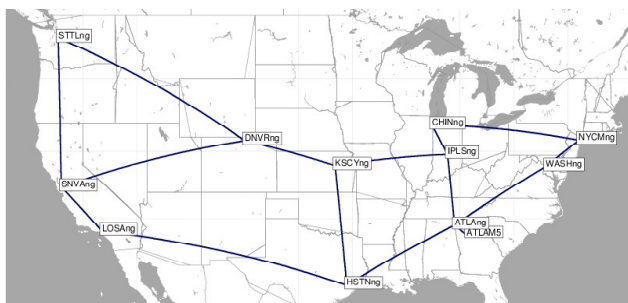 STTLng
CHINng
DNVRng
NYCMng
IPLSng
KSCYng
WASHng
SNVAng
LOSAng
ATLAng
ATLAM5
HSTNng